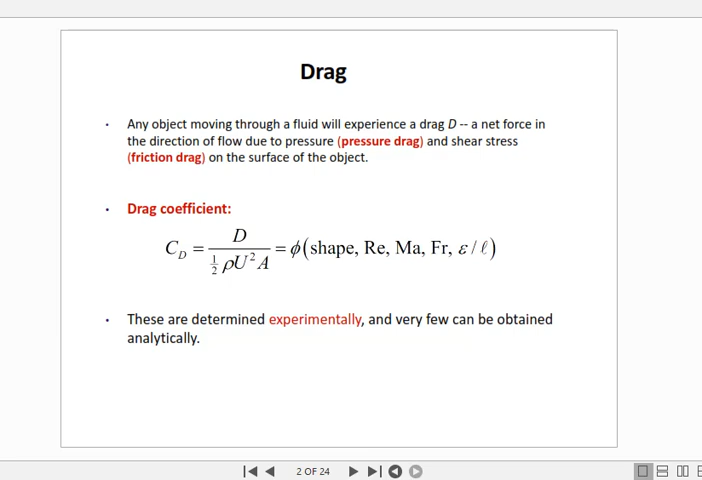 Drag
• Any object moving through a fluid will experience a drag D -- a net force in
the direction of flow due to pressure (pressure drag) and shear stress
(friction drag) on the surface of the object.
• Drag coefficient:
C_D = D / (½ ρU² A) = ϕ(shape, Re, Ma, Fr, ε / ℓ)
• These are determined experimentally, and very few can be obtained
analytically.
2 OF 24